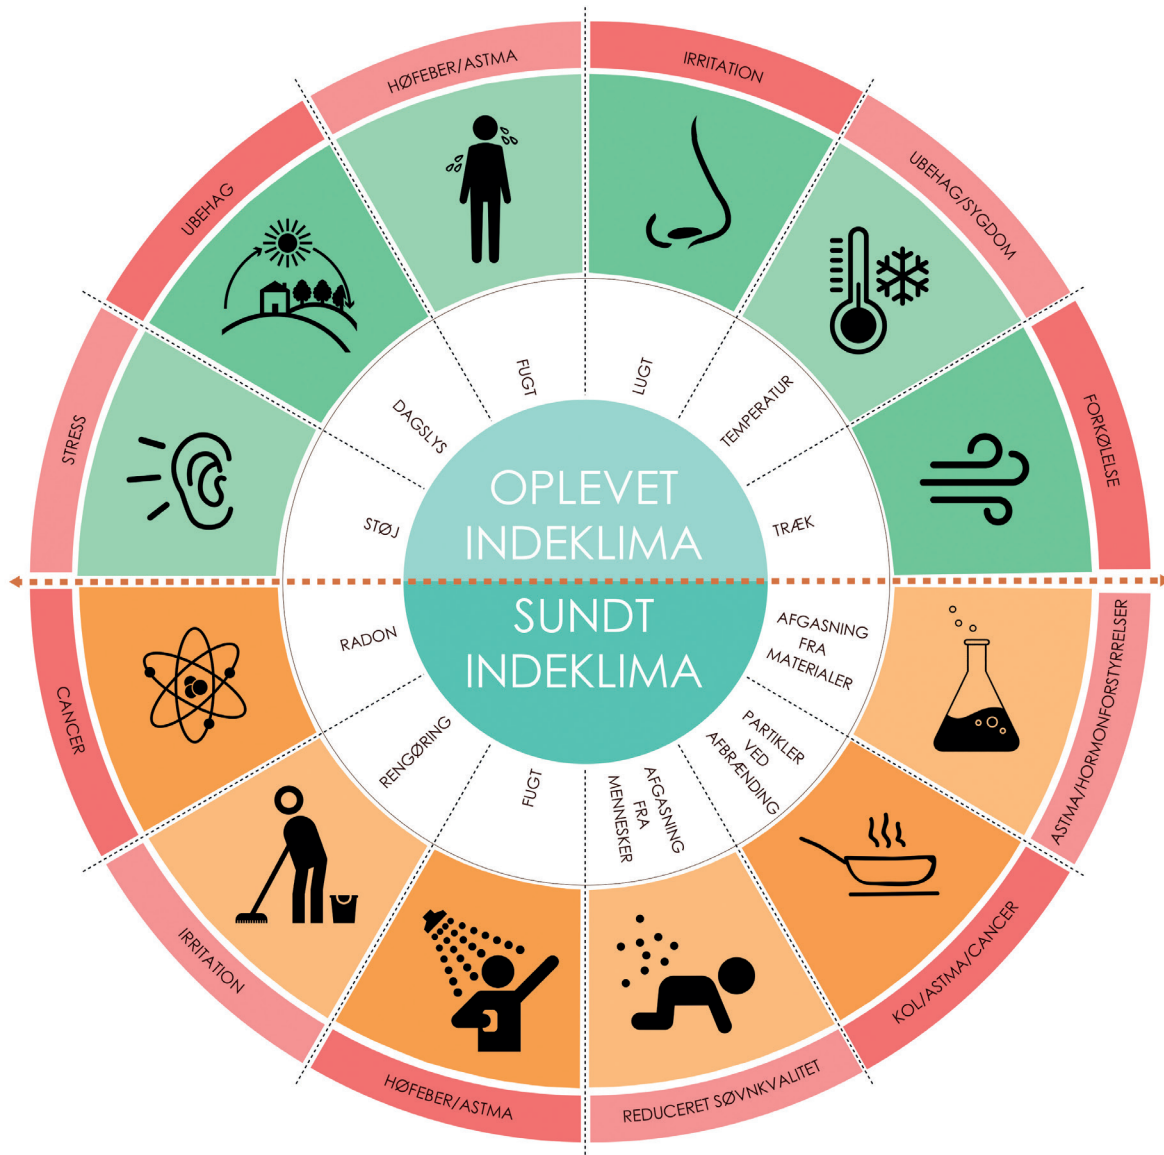 HØFEBER/ASTMA
IRRITATION
UBEHAG/SYGDOM
FORKØLELSE
UBEHAG
STRESS
FUGT
LUGT
DAGSLYS
TEMPERATUR
STØJ
TRÆK
OPLEVET
INDEKLIMA
SUNDT
INDEKLIMA
RADON
AFGASNING
FRA
MATERIALER
RENGØRING
PARTIKLER
VED
AFBRÆNDING
FUGT
AFGASNING
FRA
MENNESKER
CANCER
ASTMA/HORMONFORSTYRRELSER
IRRITATION
KOL/ASTMA/CANCER
HØFEBER/ASTMA
REDUCERET SØVNKVALITET